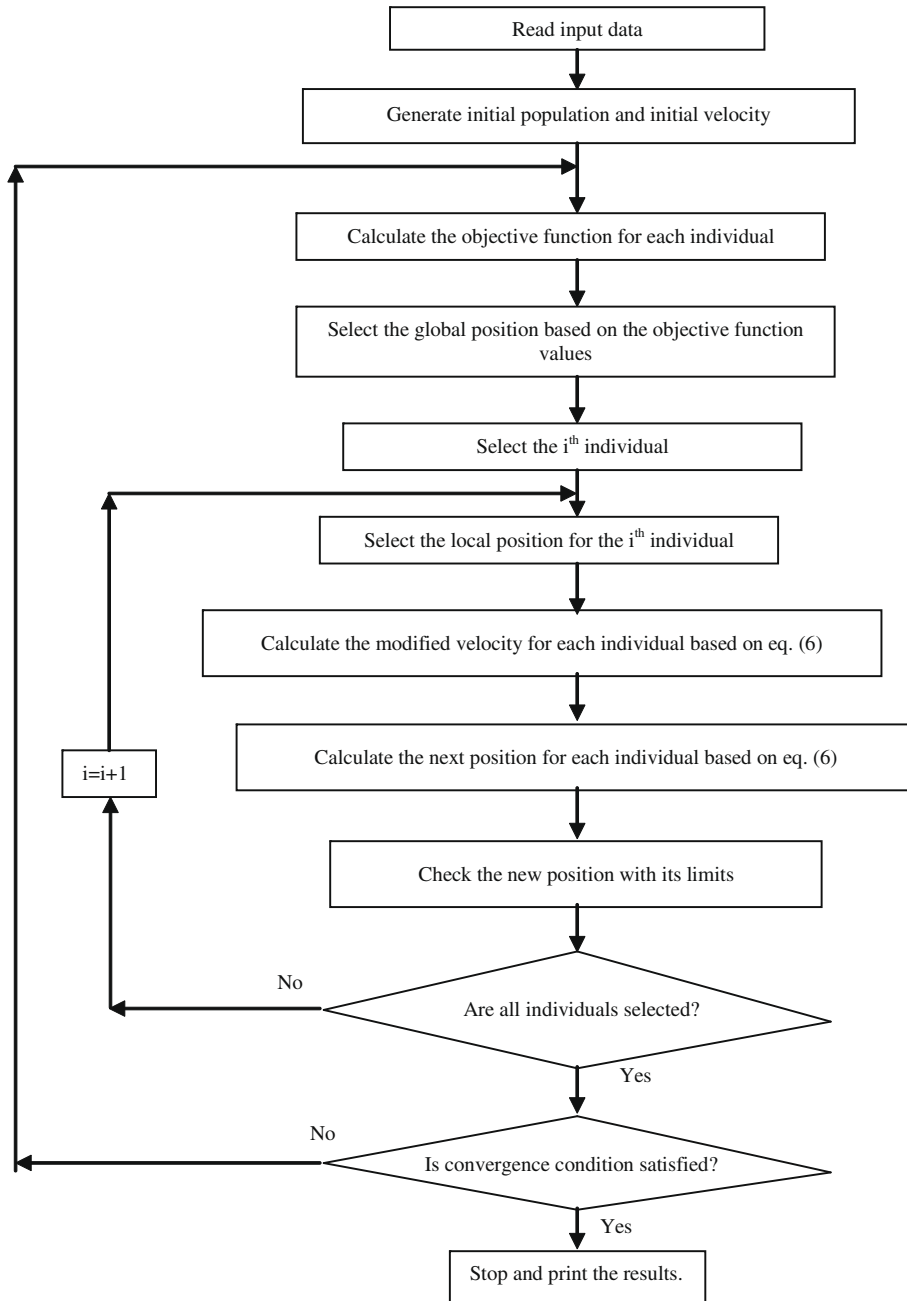 Read input data
Generate initial population and initial velocity
Calculate the objective function for each individual
Select the global position based on the objective function
values
Select the i^th individual
Select the local position for the i^th individual
Calculate the modified velocity for each individual based on eq. (6)
Calculate the next position for each individual based on eq. (6)
i=i+1
Check the new position with its limits
No
Are all individuals selected?
Yes
No
Is convergence condition satisfied?
Yes
Stop and print the results.